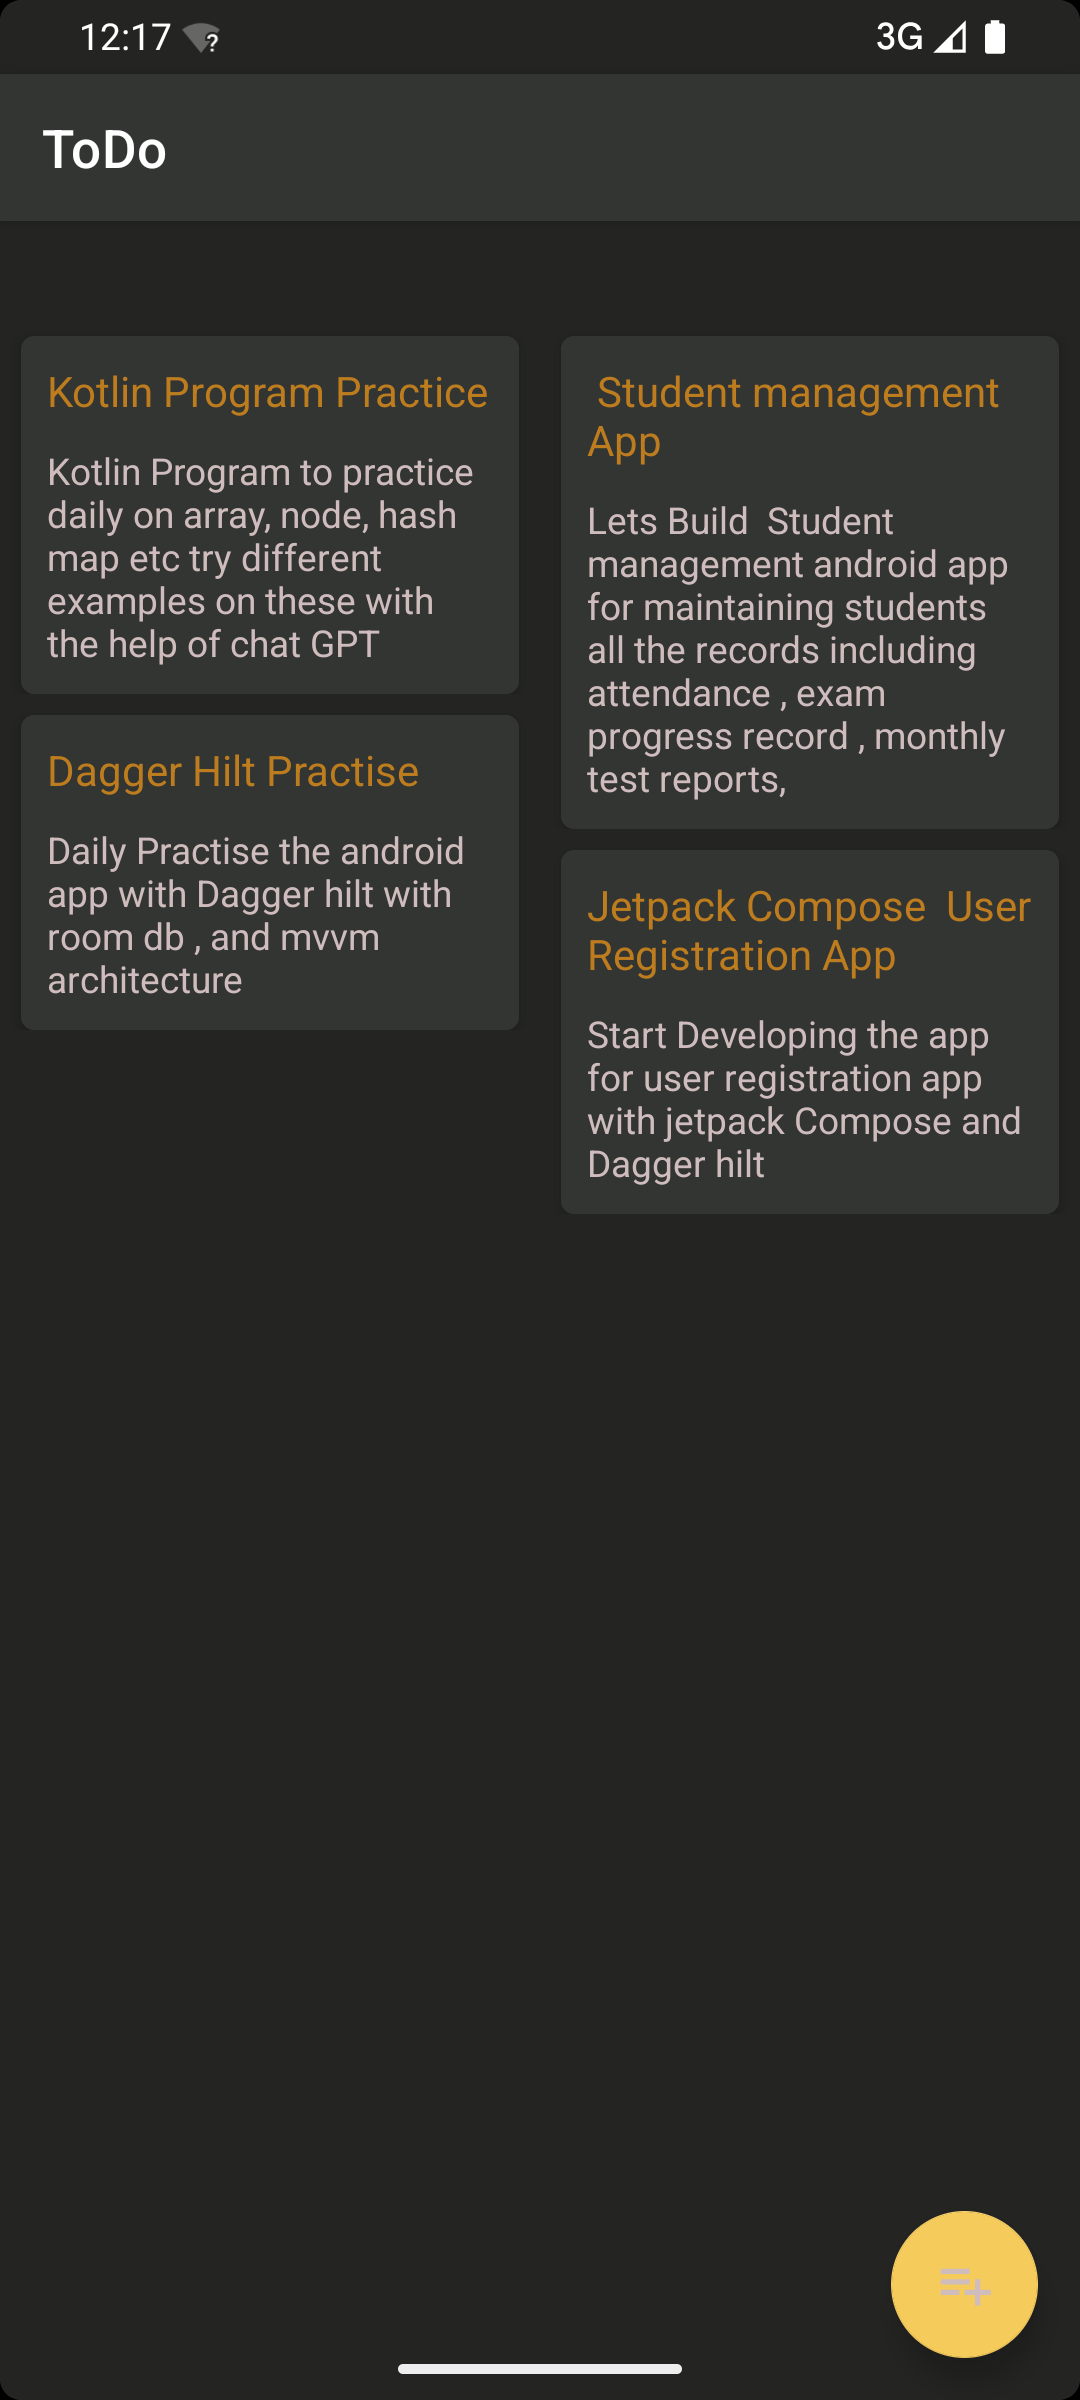 12:17
3G
ToDo
Kotlin Program Practice
Kotlin Program to practice
daily on array, node, hash
map etc try different
examples on these with
the help of chat GPT
Student management
App
Lets Build  Student
management android app
for maintaining students
all the records including
attendance , exam
progress record , monthly
test reports,
Dagger Hilt Practise
Daily Practise the android
app with Dagger hilt with
room db , and mvvm
architecture
Jetpack Compose  User
Registration App
Start Developing the app
for user registration app
with jetpack Compose and
Dagger hilt